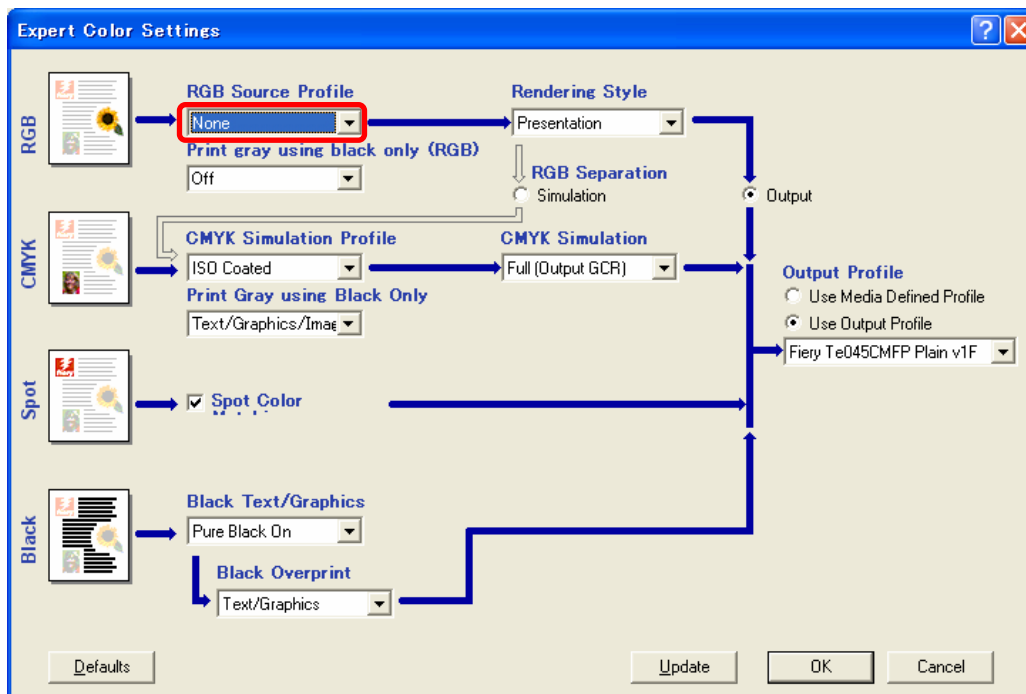 Expert Color Settings
RGB
RGB Source Profile
None
Rendering Style
Presentation
Print gray using black only (RGB)
Off
RGB Separation
Simulation
Output
CMYK
CMYK Simulation Profile
ISO Coated
CMYK Simulation
Full (Output GCR)
Print Gray using Black Only
Text/Graphics/Imag
Output Profile
Use Media Defined Profile
Use Output Profile
Fiery Te045CMFP Plain v1F
Spot
Spot Color
Black
Black Text/Graphics
Pure Black On
Black Overprint
Text/Graphics
Defaults
Update
OK
Cancel